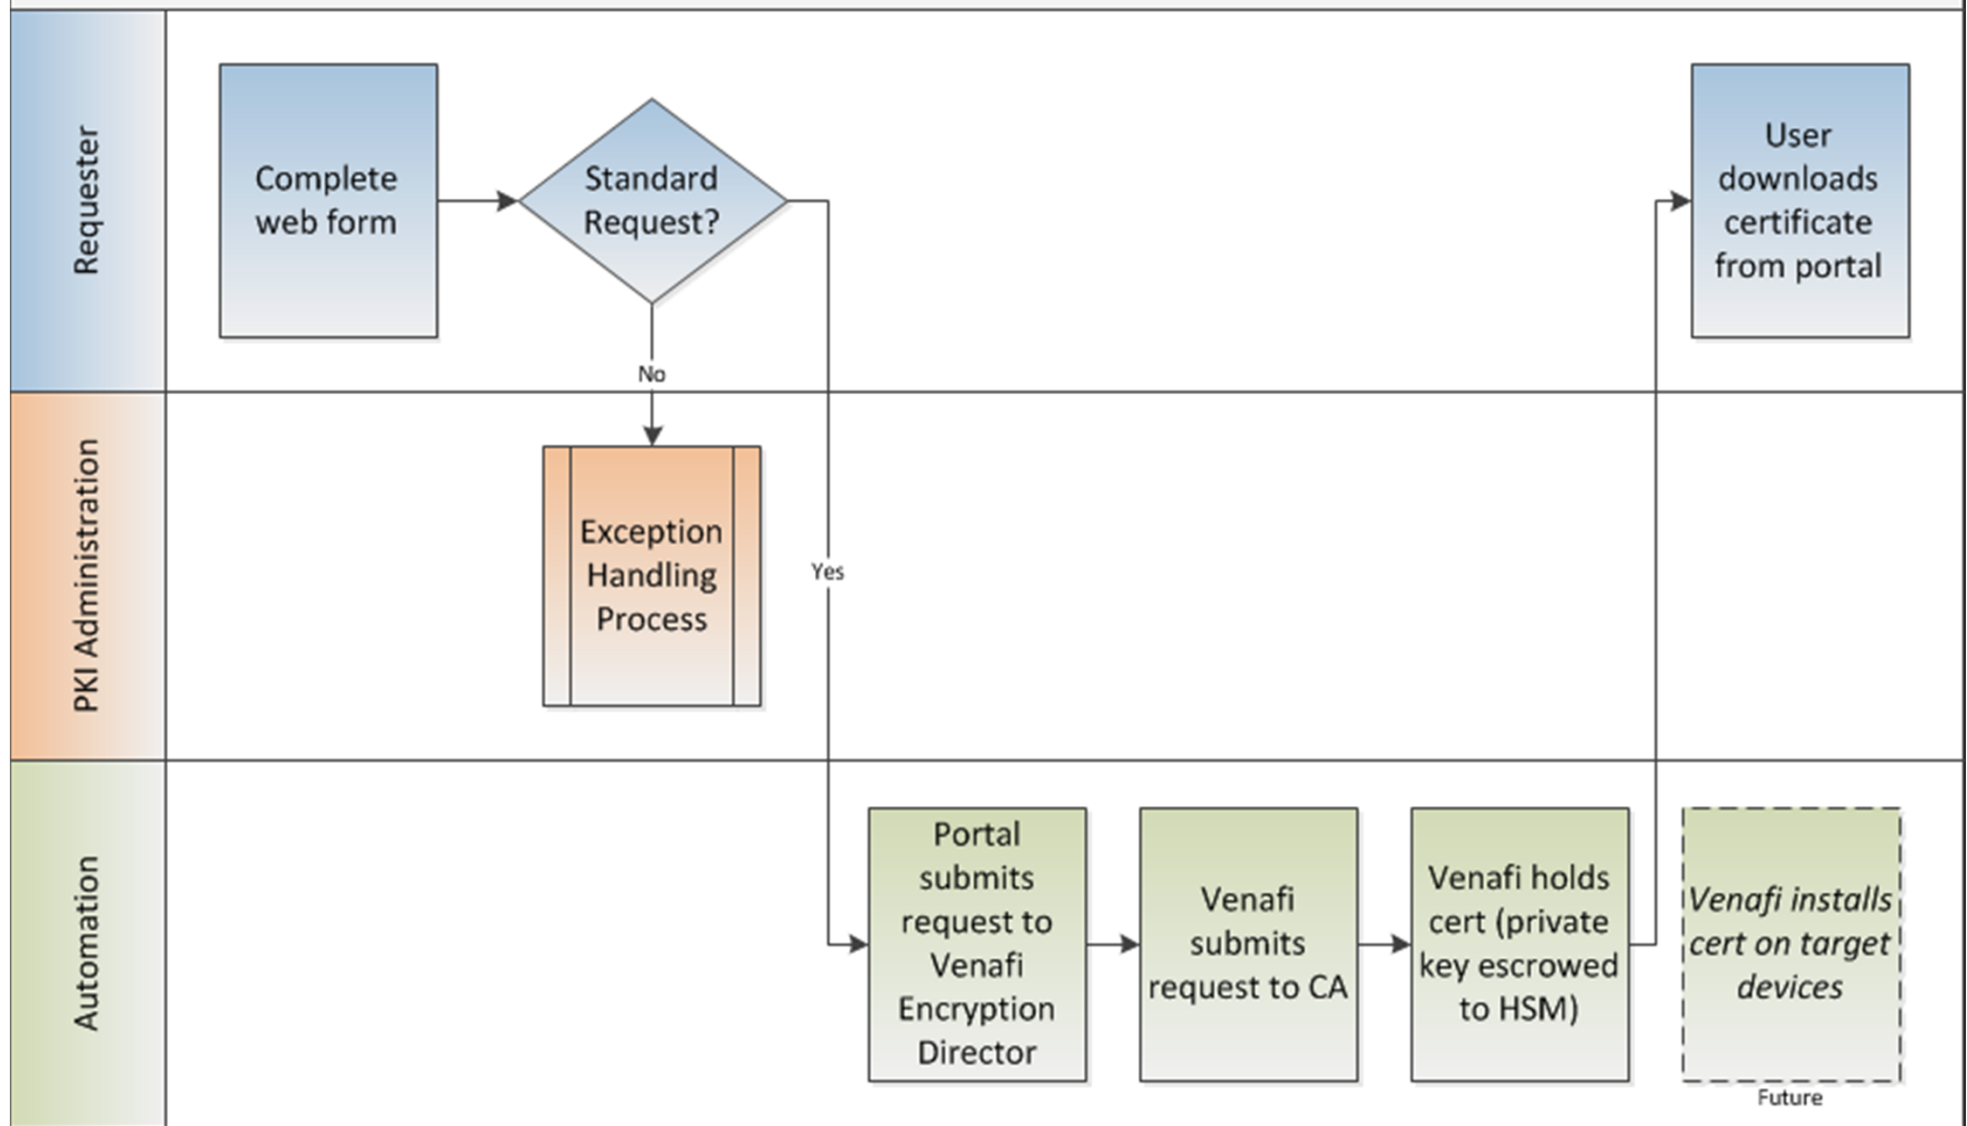 Requester
Complete
web form
Standard
Request?
User
downloads
certificate
from portal
No
PKI Administration
Exception
Handling
Process
Yes
Automation
Portal
submits
request to
Venafi
Encryption
Director
Venafi
submits
request to CA
Venafi holds
cert (private
key escrowed
to HSM)
Venafi installs
cert on target
devices
Future